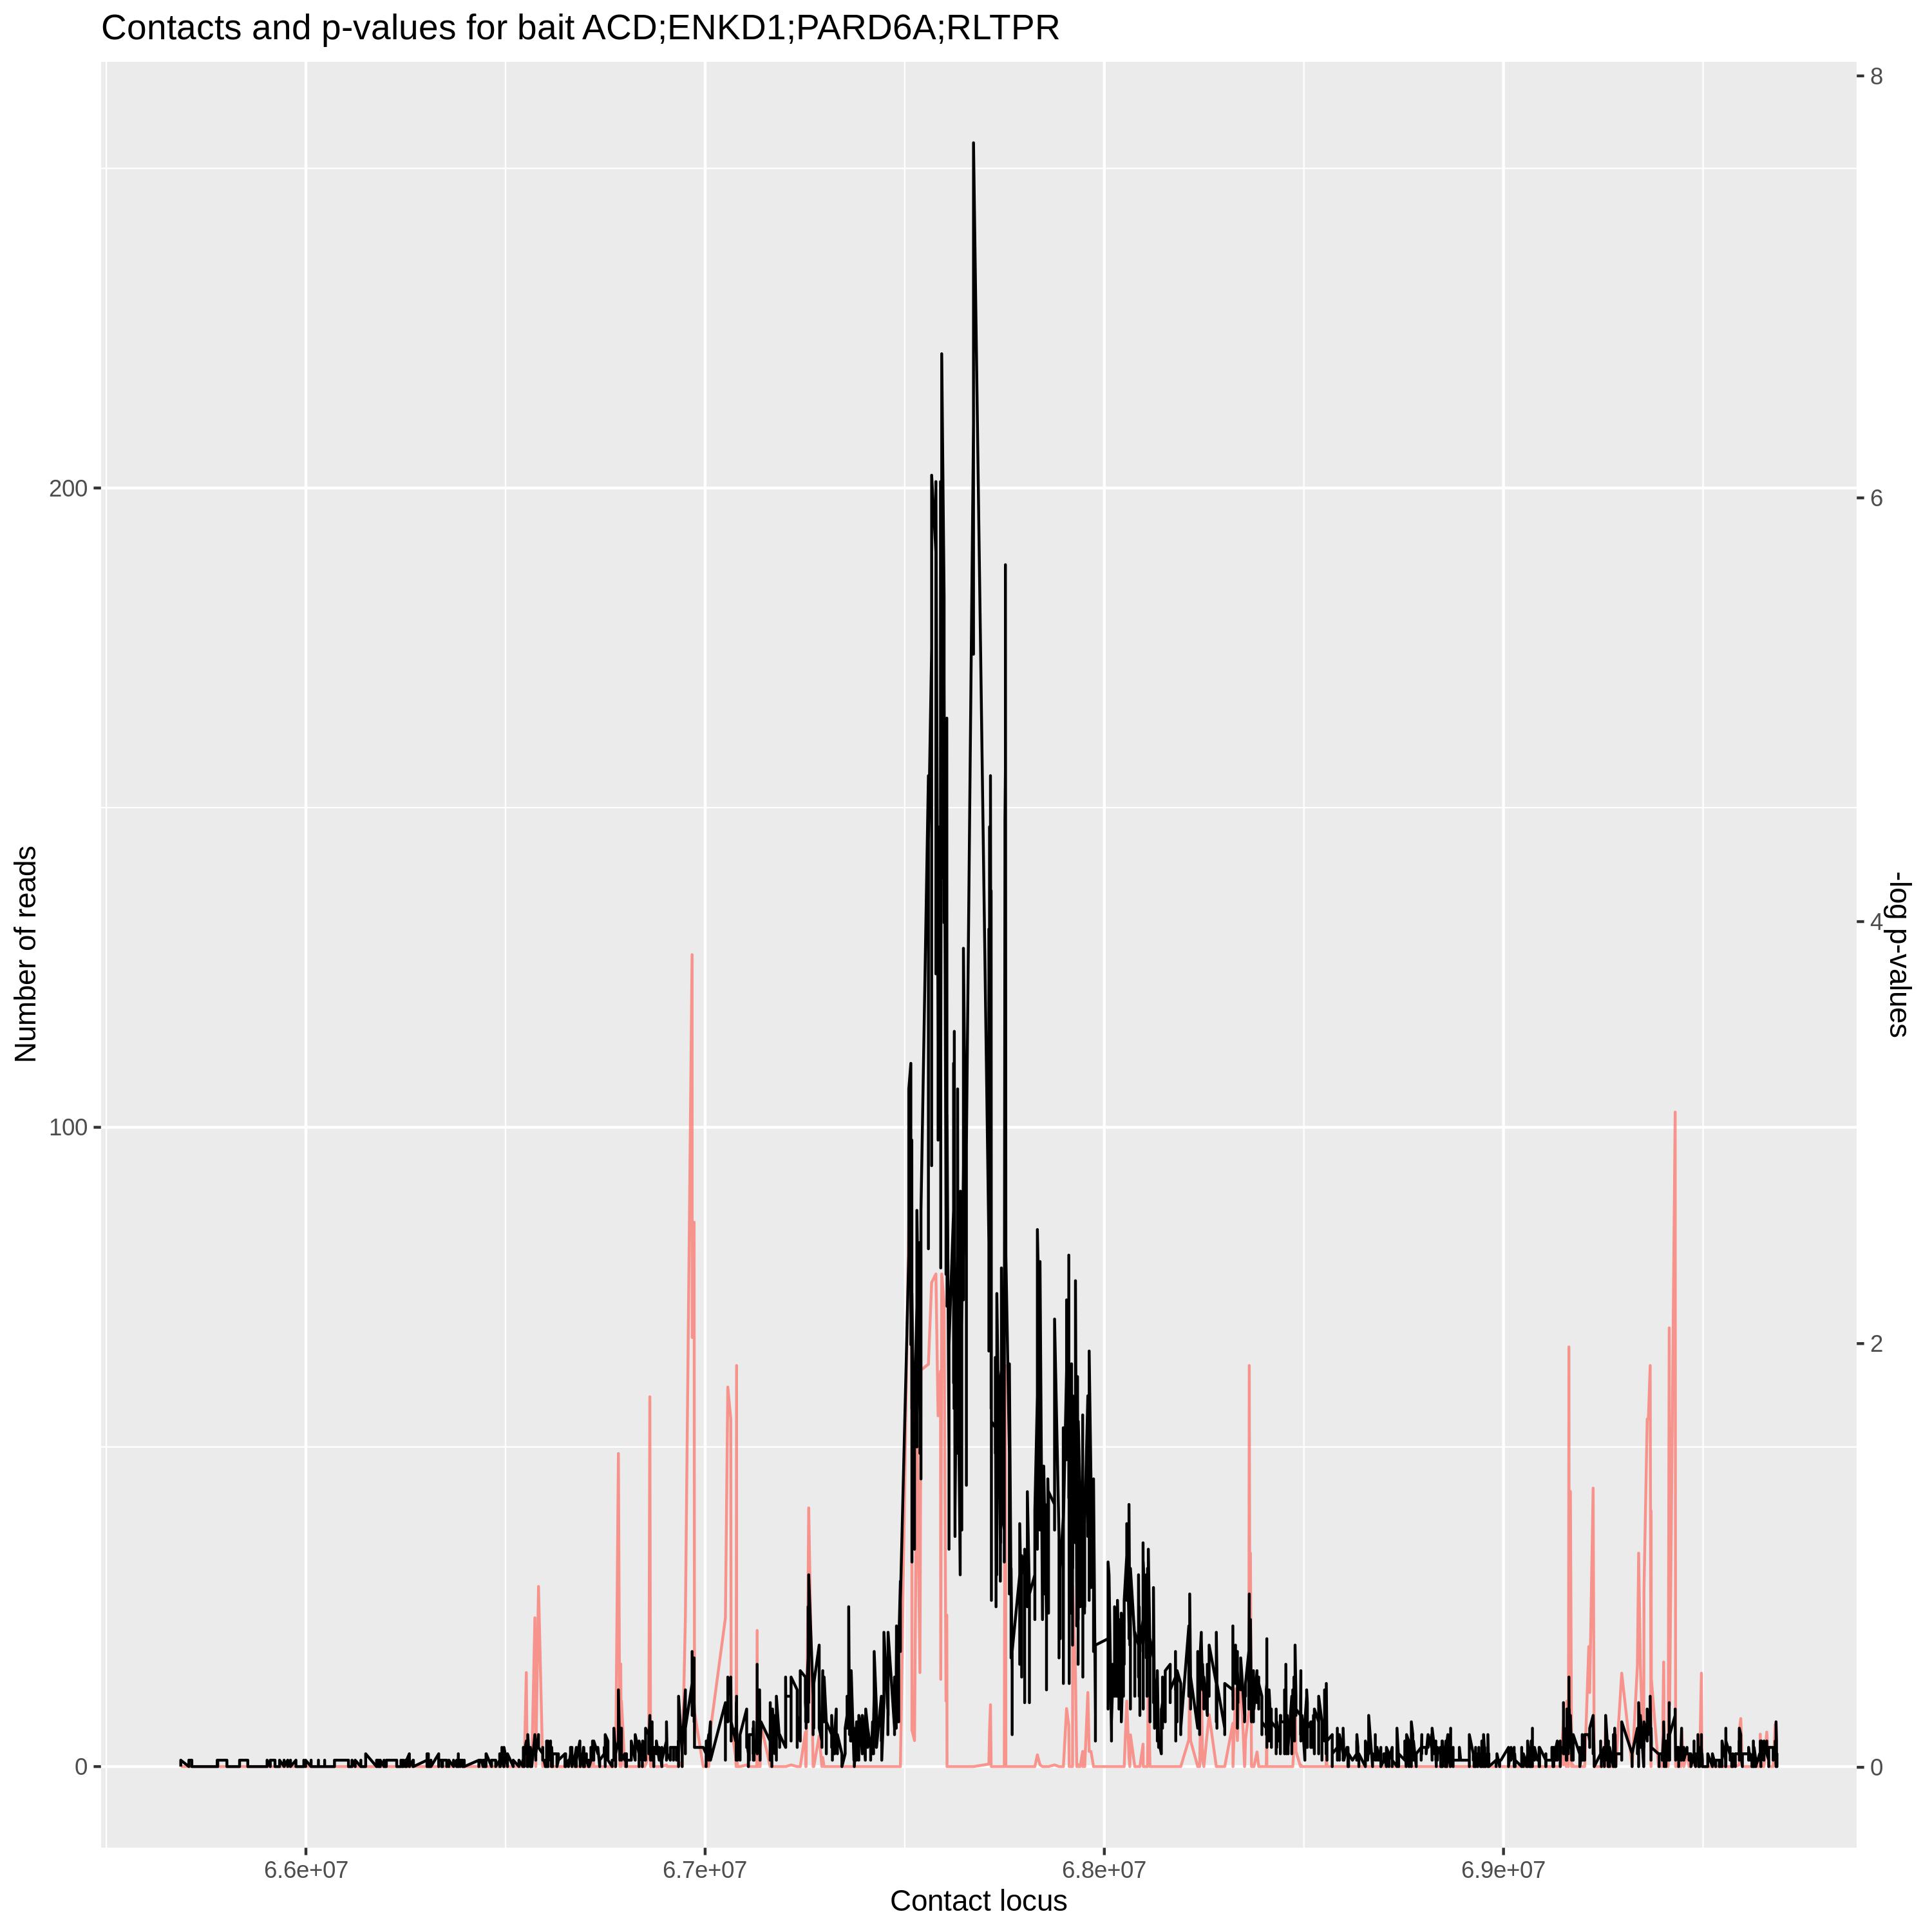 Contacts and p-values for bait ACD;ENKD1;PARD6A;RLTPR
Number of reads
200
100
0
8
6
4
2
0
-log p-values
6.6e+07
6.7e+07
6.8e+07
6.9e+07
Contact locus